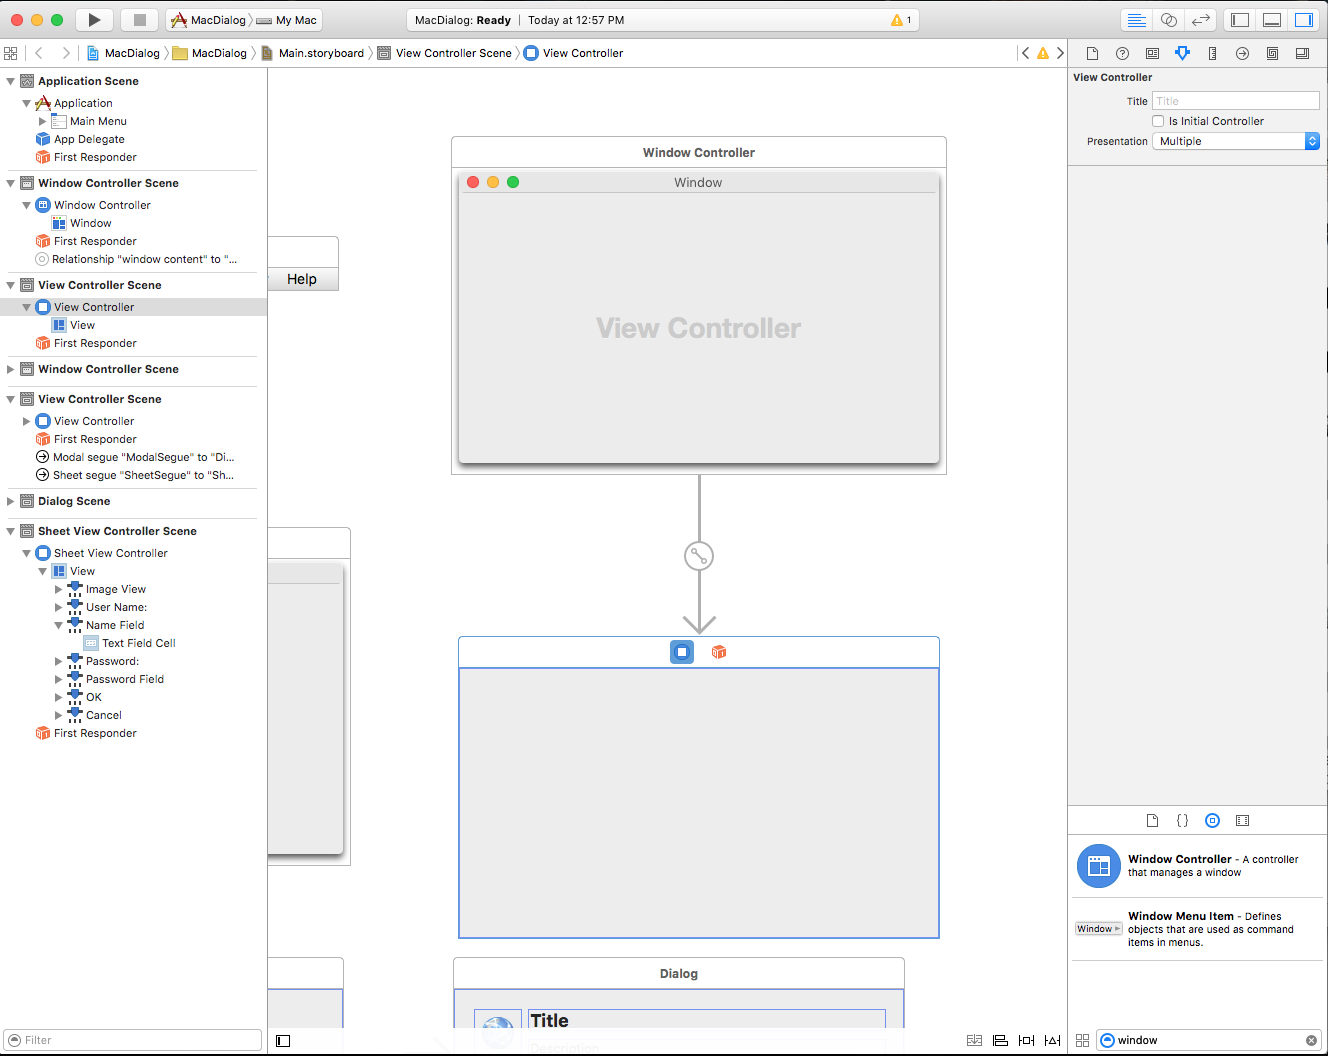 MacDialog
My Mac
MacDialog: Ready
Today at 12:57 PM
1
MacDialog
MacDialog
Main.storyboard
View Controller Scene
View Controller
Application Scene
Application
Main Menu
App Delegate
First Responder
Window Controller Scene
Window Controller
Window
First Responder
Relationship "window content" to "...
View Controller Scene
View Controller
View
First Responder
Window Controller Scene
View Controller Scene
View Controller
First Responder
Modal segue "ModalSegue" to "Di...
Sheet segue "SheetSegue" to "Sh...
Dialog Scene
Sheet View Controller Scene
Sheet View Controller
View
Image View
User Name:
Name Field
Text Field Cell
Password:
Password Field
OK
Cancel
First Responder
Filter
Help
Window Controller
Window
View Controller
Dialog
Title
Description
View Controller
Title
Title
Is Initial Controller
Presentation
Multiple
Window Controller - A controller
that manages a window
Window
Window Menu Item - Defines
objects that are used as command
items in menus.
window